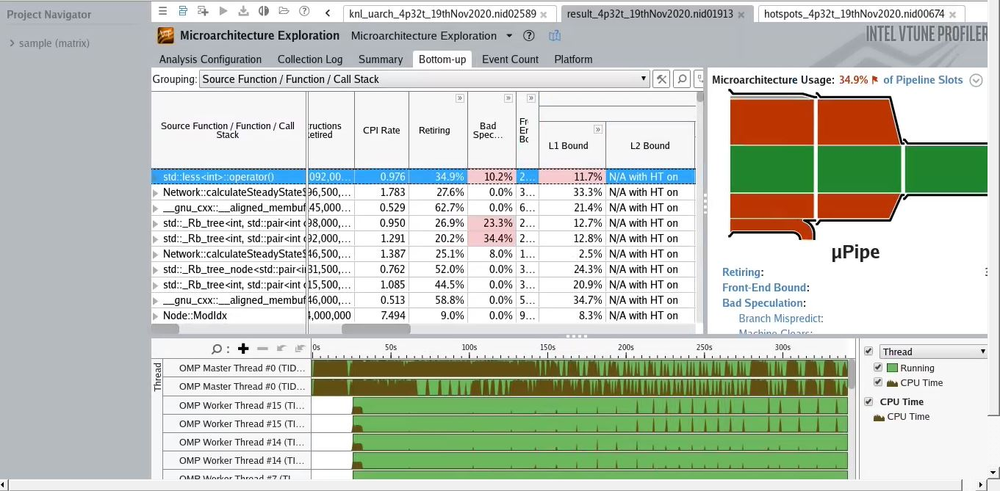 Project Navigator
sample (matrix)
knl_uarch_4p32t_19thNov2020.nid02589
result_4p32t_19thNov2020.nid01913
hotspots_4p32t_19thNov2020.nid00674
Microarchitecture Exploration Microarchitecture Exploration
INTEL VTUNE PROFILER
Analysis Configuration Collection Log Summary Bottom-up Event Count Platform
Grouping: Source Function / Function / Call Stack
Source Function / Function / Call
Stack
CPI Rate
Retiring
Bad
Spec...
L1 Bound
L2 Bound
std::less<int>::operator() 092,00... 0.976 34.9% 10.2% 2... 11.7% N/A with HT on
Network::calculateSteadyState 96,500,... 1.783 27.6% 0.0% 3... 33.3% N/A with HT on
__gnu_cxx::__aligned_membuf 45,000... 0.529 62.7% 0.0% 6... 21.4% N/A with HT on
std::_Rb_tree<int, std::pair<int 98,000... 0.950 26.9% 23.3% 2... 12.7% N/A with HT on
std::_Rb_tree<int, std::pair<int 92,000... 1.291 20.2% 34.4% 2... 12.8% N/A with HT on
Network::calculateSteadyState 46,500,... 1.387 25.1% 8.0% 1... 2.5% N/A with HT on
std::_Rb_tree_node<std::pair<i 31,500,... 0.762 52.0% 0.0% 3... 24.3% N/A with HT on
std::_Rb_tree<int, std::pair<int 15,500,... 1.085 44.5% 0.0% 3... 20.9% N/A with HT on
__gnu_cxx::__aligned_membuf 46,000,... 0.513 58.8% 0.0% 5... 34.7% N/A with HT on
Node::ModIdx 4,000,000 7.494 9.0% 0.0% 9... 8.3% N/A with HT on
Microarchitecture Usage: 34.9% of Pipeline Slots
µPipe
Retiring:
Front-End Bound:
Bad Speculation:
Branch Mispredict:
Machine Clears:
0s 50s 100s 150s 200s 250s 300s
Thread
OMP Master Thread #0 (TID...
OMP Master Thread #0 (TID...
OMP Worker Thread #15 (TI...
OMP Worker Thread #15 (TI...
OMP Worker Thread #14 (TI...
OMP Worker Thread #14 (TI...
OMP Worker Thread #7 (TI...
Thread
Running
CPU Time
CPU Time
CPU Time